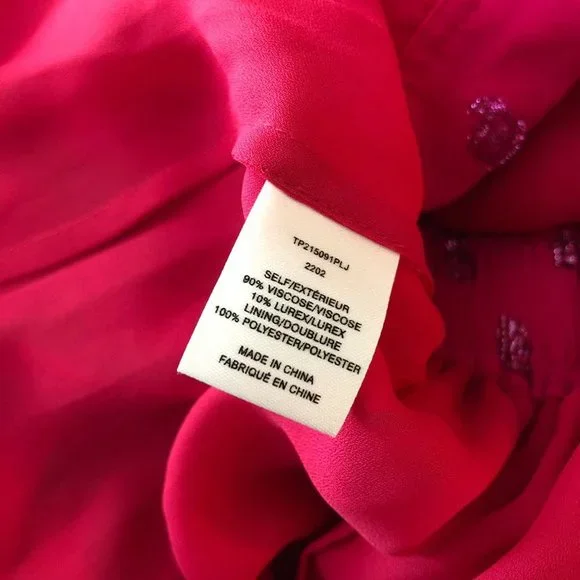 TP215091PLJ
2202
SELF/EXTÉRIEUR
90% VISCOSE/VISCOSE
10% LUREX/LUREX
LINING/DOUBLURE
100% POLYESTER/POLYESTER
MADE IN CHINA
FABRIQUÉ EN CHINE